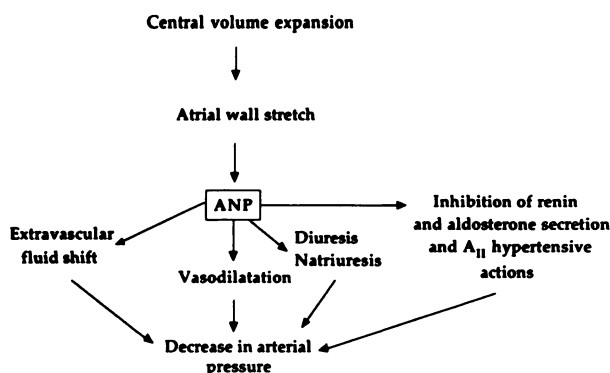 Central volume expansion
Atrial wall stretch
ANP
Extravascular
fluid shift
Vasodilatation
Diuresis
Natriuresis
Inhibition of renin
and aldosterone secretion
and A_II hypertensive
actions
Decrease in arterial
pressure